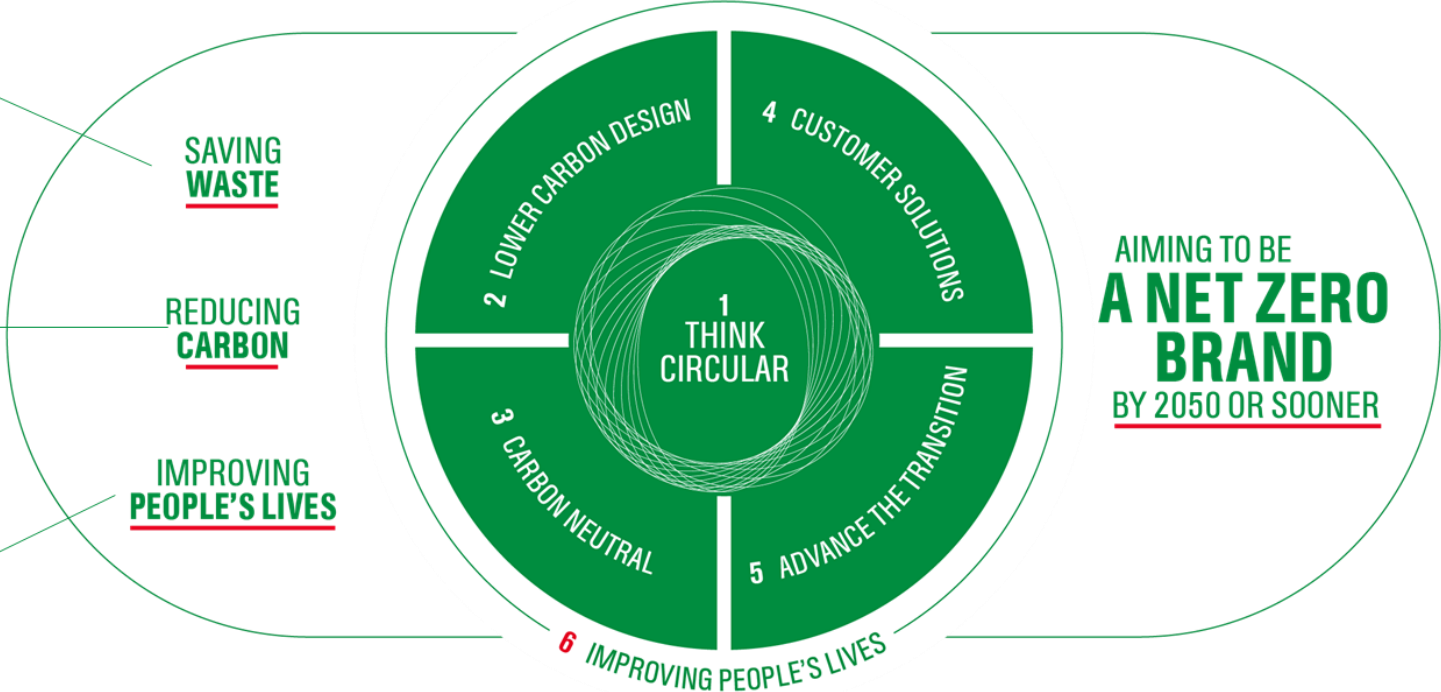 SAVING
WASTE
REDUCING
CARBON
IMPROVING
PEOPLE'S LIVES
1
THINK
CIRCULAR
2 LOWER CARBON DESIGN
3 CARBON NEUTRAL
4 CUSTOMER SOLUTIONS
5 ADVANCE THE TRANSITION
6 IMPROVING PEOPLE'S LIVES
AIMING TO BE
A NET ZERO
BRAND
BY 2050 OR SOONER